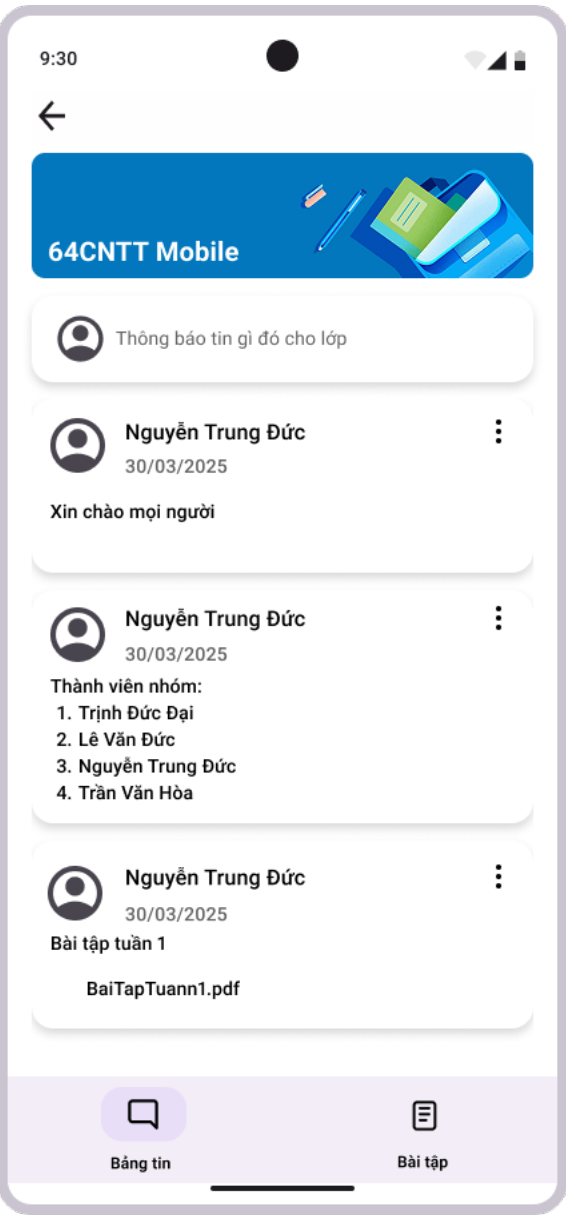 9:30
64CNTT Mobile
Thông báo tin gì đó cho lớp
Nguyễn Trung Đức
30/03/2025
Xin chào mọi người
Nguyễn Trung Đức
30/03/2025
Thành viên nhóm:
1. Trịnh Đức Đại
2. Lê Văn Đức
3. Nguyễn Trung Đức
4. Trần Văn Hòa
Nguyễn Trung Đức
30/03/2025
Bài tập tuần 1
BaiTapTuann1.pdf
Bảng tin
Bài tập